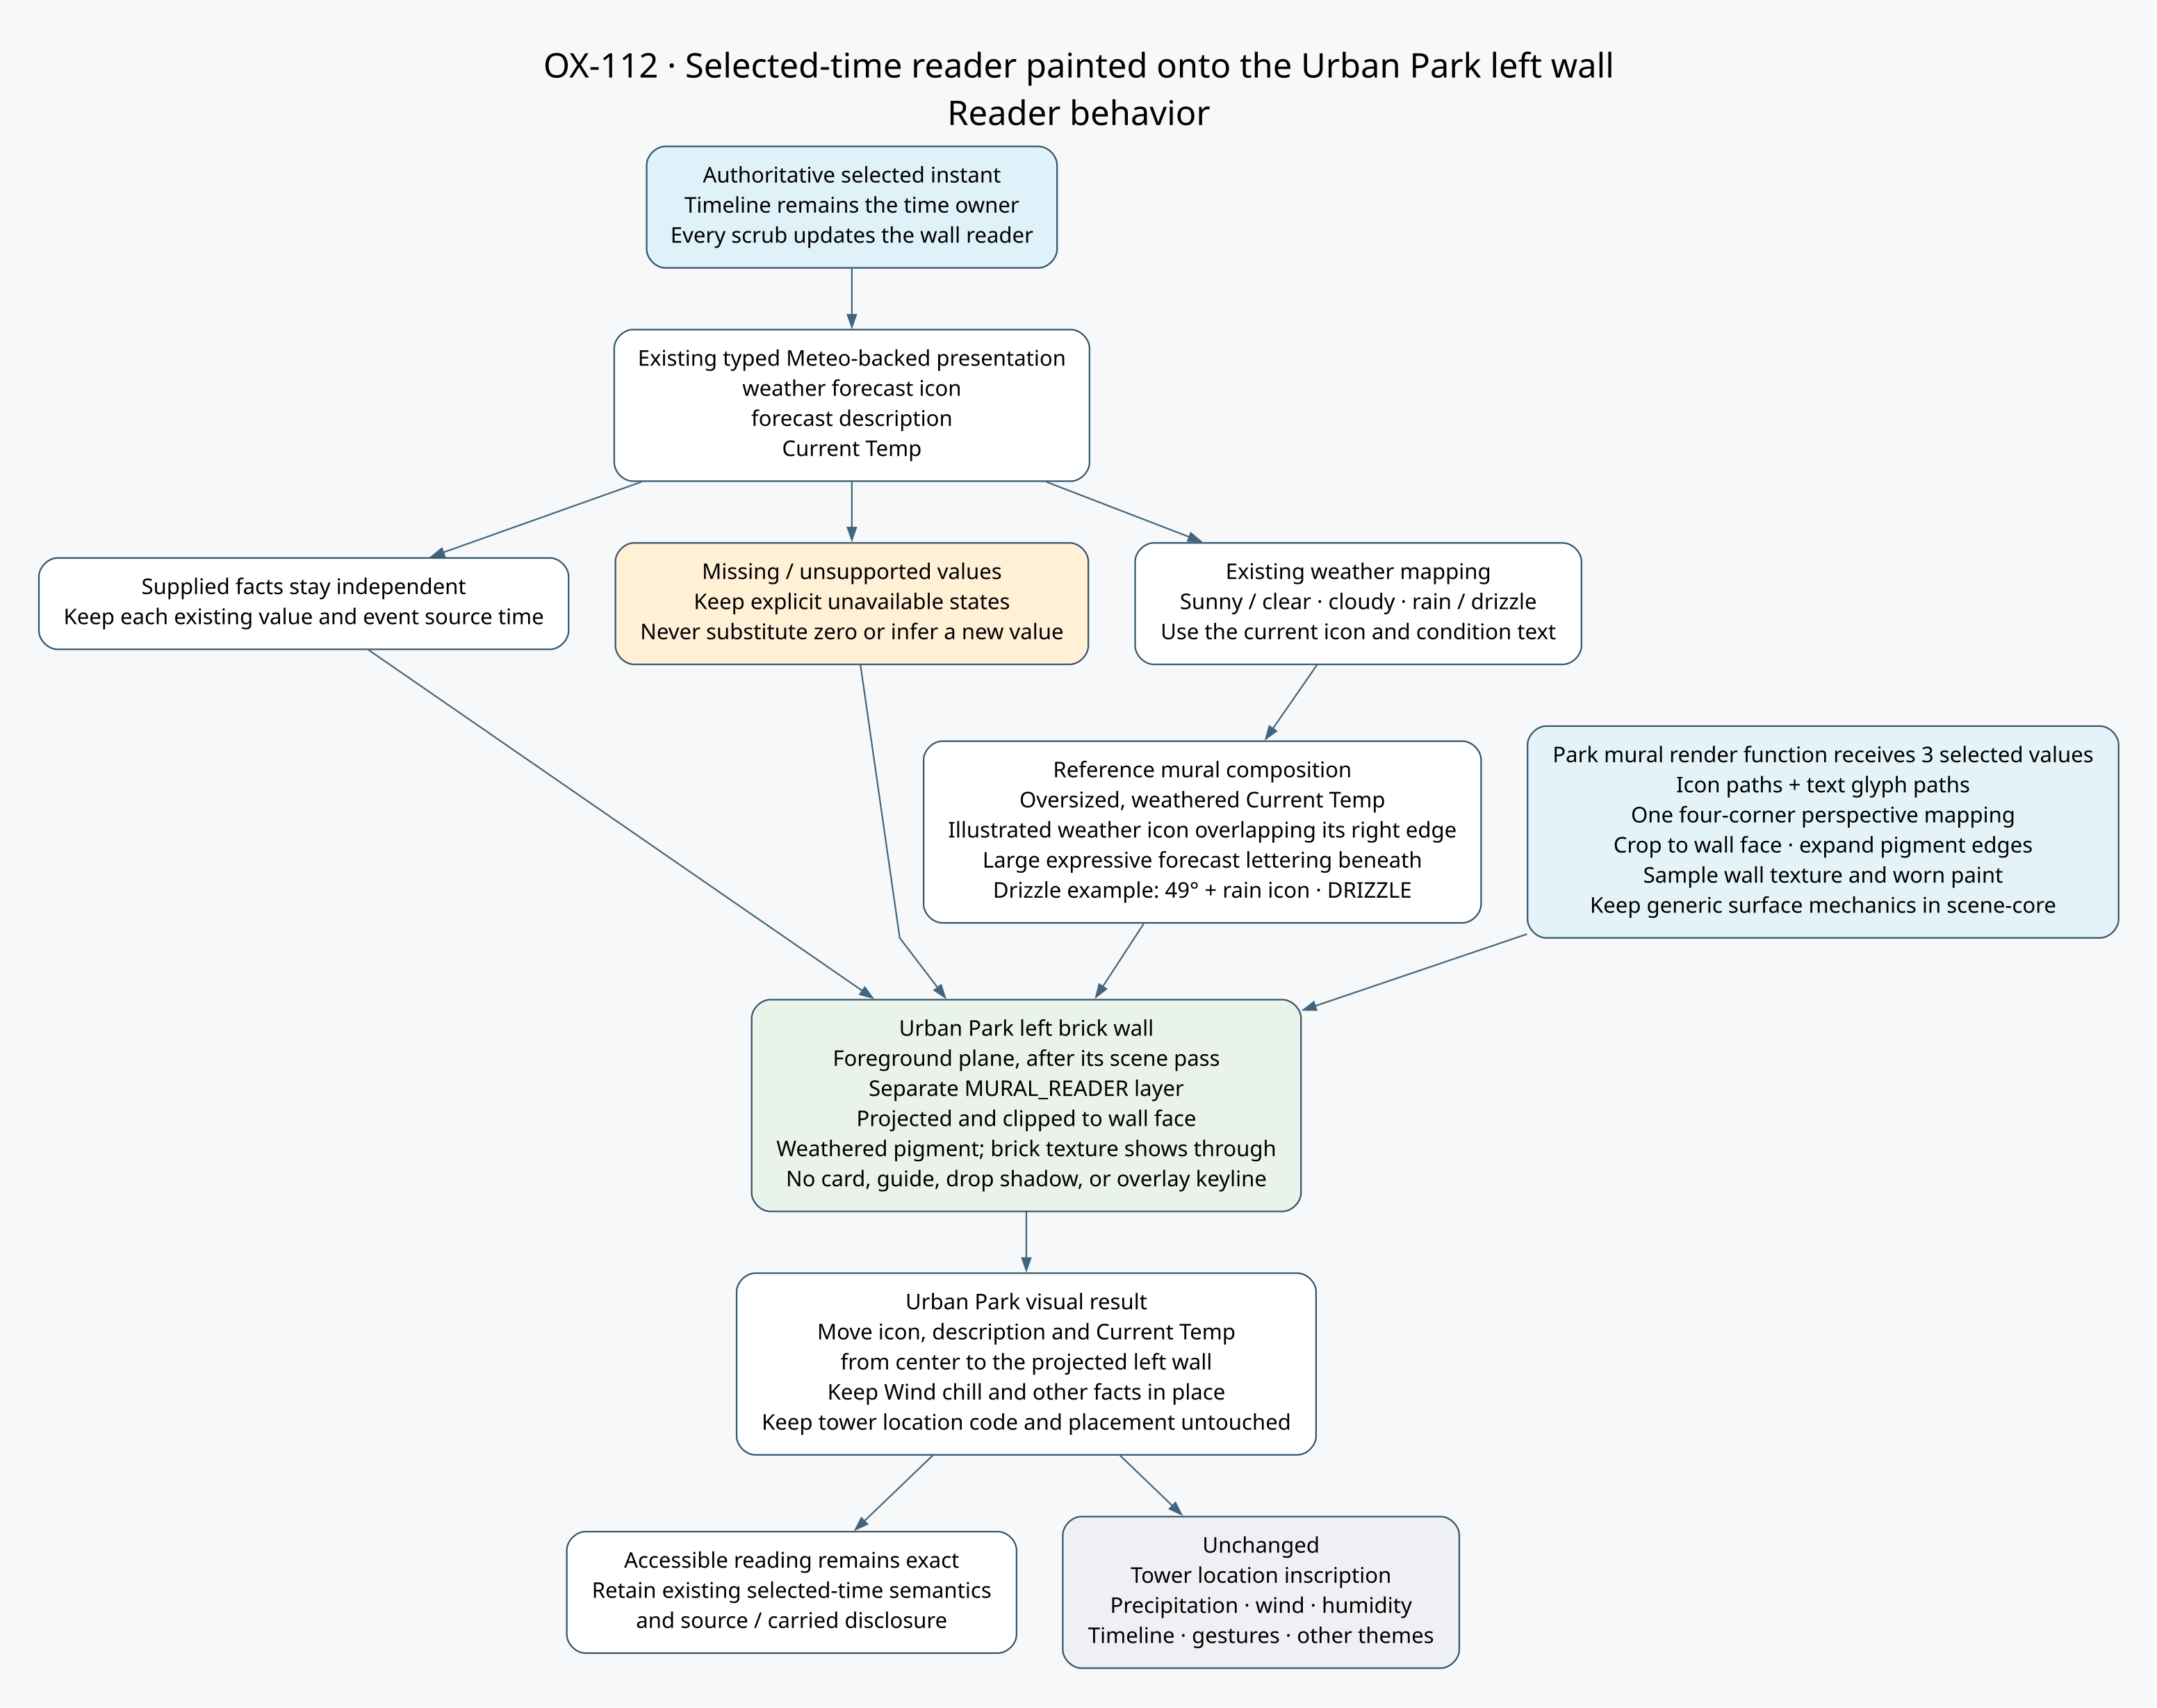 OX-112 · Selected-time reader painted onto the Urban Park left wall
Reader behavior
Authoritative selected instant
Timeline remains the time owner
Every scrub updates the wall reader
Existing typed Meteo-backed presentation
weather forecast icon
forecast description
Current Temp
Supplied facts stay independent
Keep each existing value and event source time
Missing / unsupported values
Keep explicit unavailable states
Never substitute zero or infer a new value
Existing weather mapping
Sunny / clear · cloudy · rain / drizzle
Use the current icon and condition text
Reference mural composition
Oversized, weathered Current Temp
Illustrated weather icon overlapping its right edge
Large expressive forecast lettering beneath
Drizzle example: 49° + rain icon · DRIZZLE
Park mural render function receives 3 selected values
Icon paths + text glyph paths
One four-corner perspective mapping
Crop to wall face · expand pigment edges
Sample wall texture and worn paint
Keep generic surface mechanics in scene-core
Urban Park left brick wall
Foreground plane, after its scene pass
Separate MURAL_READER layer
Projected and clipped to wall face
Weathered pigment; brick texture shows through
No card, guide, drop shadow, or overlay keyline
Urban Park visual result
Move icon, description and Current Temp
from center to the projected left wall
Keep Wind chill and other facts in place
Keep tower location code and placement untouched
Accessible reading remains exact
Retain existing selected-time semantics
and source / carried disclosure
Unchanged
Tower location inscription
Precipitation · wind · humidity
Timeline · gestures · other themes